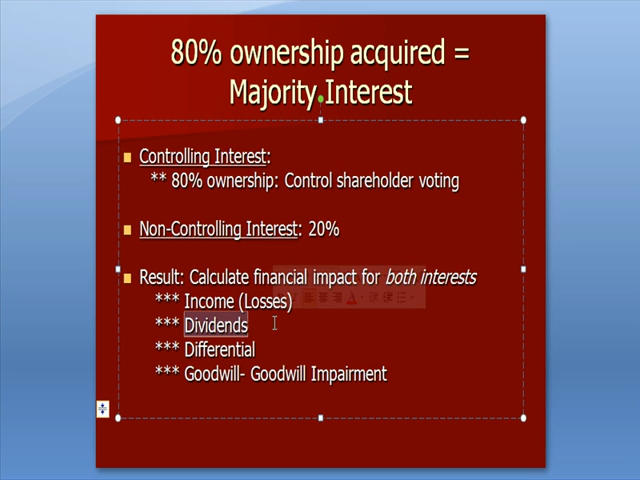 80% ownership acquired =
Majority Interest
Controlling Interest:
** 80% ownership: Control shareholder voting
Non-Controlling Interest: 20%
Result: Calculate financial impact for both interests
*** Income (Losses)
*** Dividends
*** Differential
*** Goodwill- Goodwill Impairment